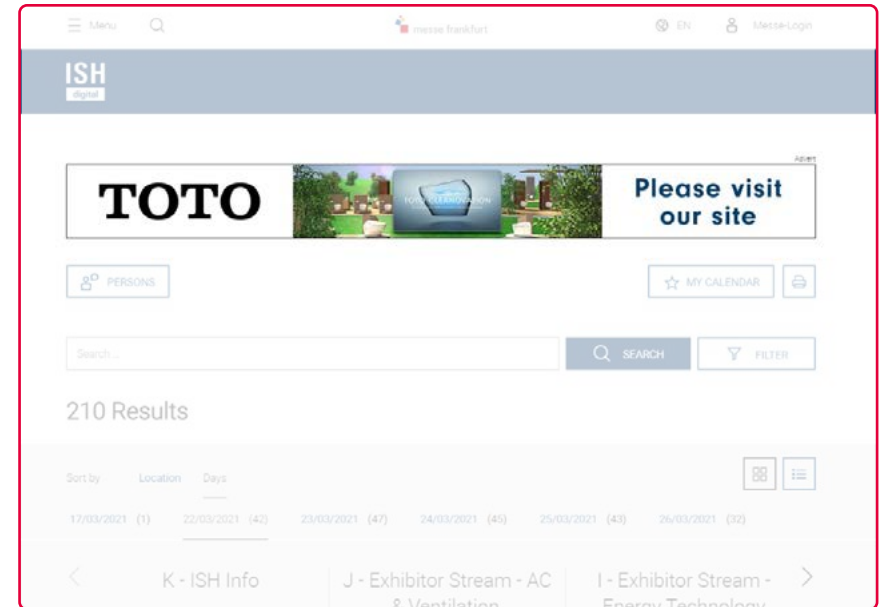 Menu
messe frankfurt
EN
Messe-Login
ISH
digital
Advert
TOTO
TOTO CLEANOVATION
Please visit
our site
PERSONS
MY CALENDAR
Search ...
SEARCH
FILTER
210 Results
Sort by Location Days
17/03/2021 (1) 22/03/2021 (42) 23/03/2021 (47) 24/03/2021 (45) 25/03/2021 (43) 26/03/2021 (32)
K - ISH Info
J - Exhibitor Stream - AC
& Ventilation
I - Exhibitor Stream -
Energy Technology